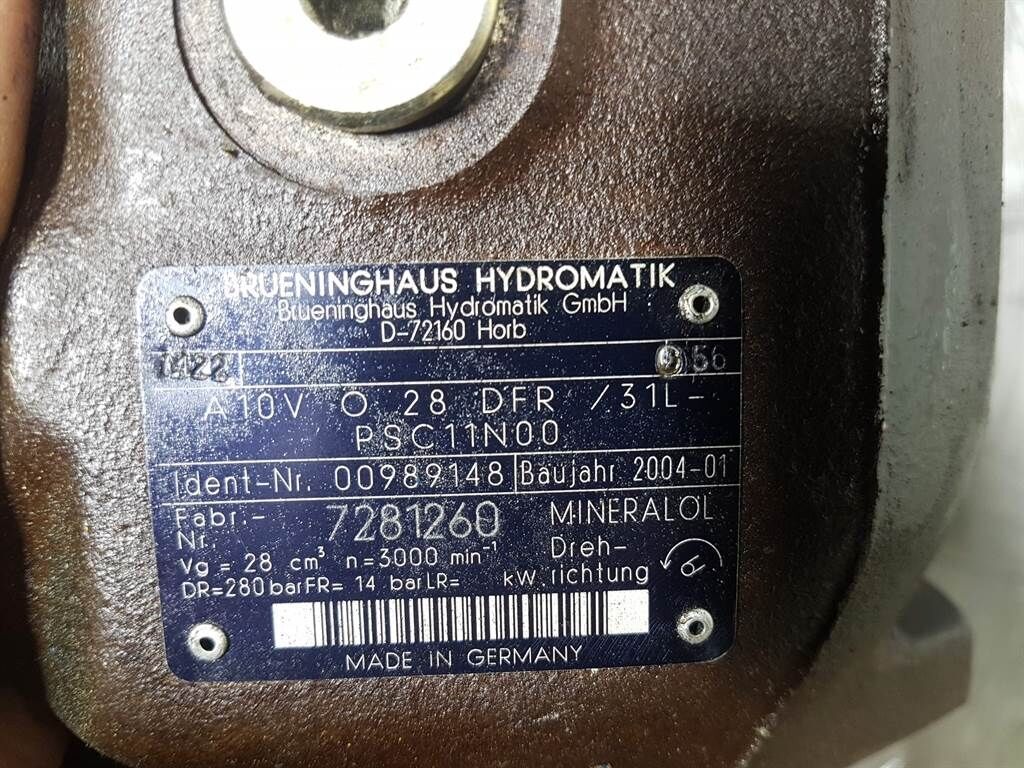 BRUENINGHAUS HYDROMATIK
Brueninghaus Hydromatik GmbH
D-72160 Horb
56
A10V O 28 DFR /31L-
PSC11N00
Ident-Nr. 00989148 Baujahr 2004-01
Fabr.-
Nr. 7281260 MINERALÖL
Vg = 28 cm³ n=3000 min⁻¹ Dreh-
DR=280 bar FR= 14 bar LR= kW richtung
MADE IN GERMANY